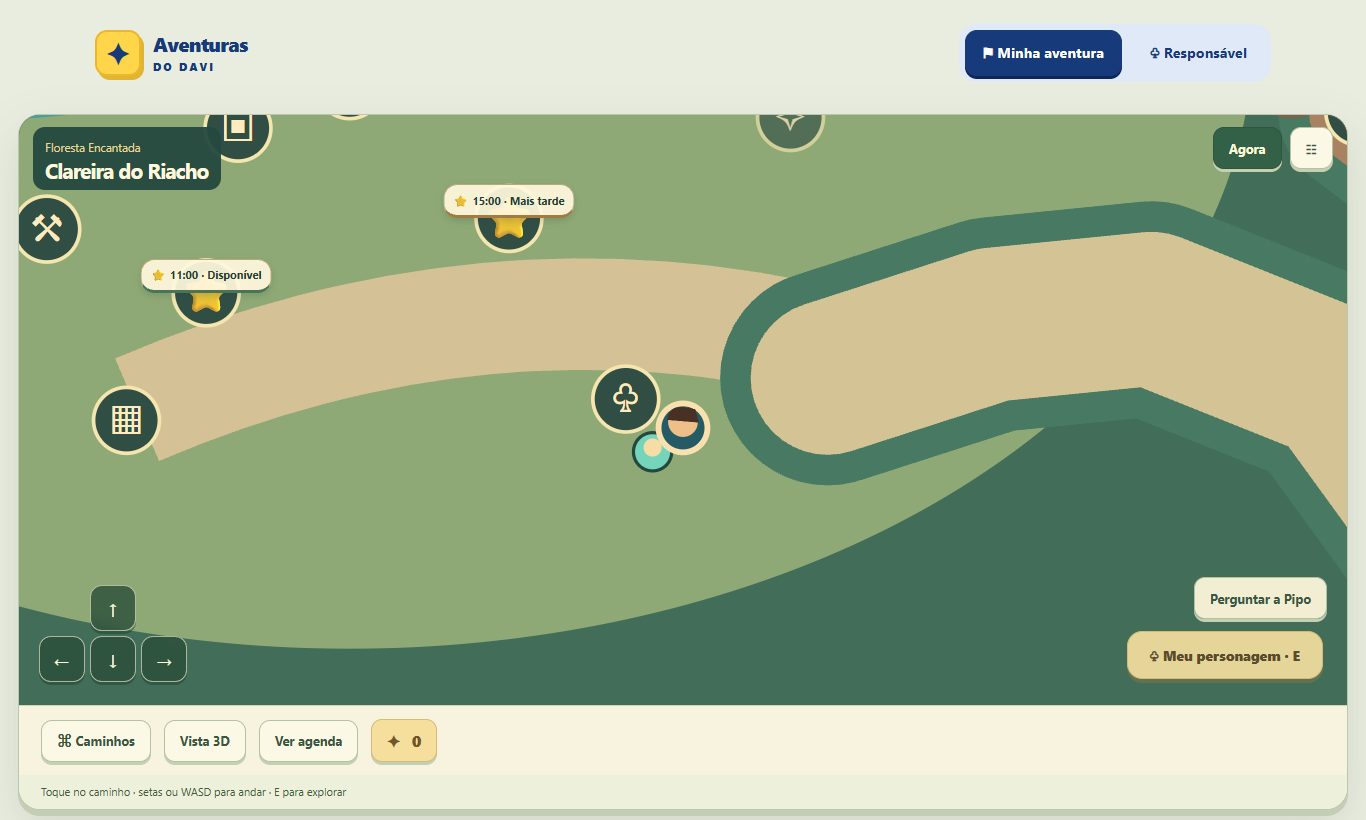 Aventuras
DO DAVI
Minha aventura
Responsável
Floresta Encantada
Clareira do Riacho
Agora
15:00 · Mais tarde
11:00 · Disponível
Perguntar a Pipo
Meu personagem · E
⌘ Caminhos
Vista 3D
Ver agenda
0
Toque no caminho · setas ou WASD para andar · E para explorar